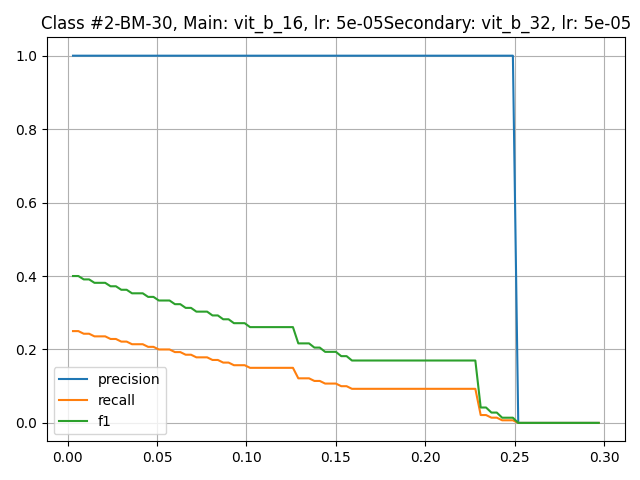 Class #2-BM-30, Main: vit_b_16, lr: 5e-05Secondary: vit_b_32, lr: 5e-05
1.0
0.8
0.6
0.4
0.2
0.0
precision
recall
f1
0.00 0.05 0.10 0.15 0.20 0.25 0.30